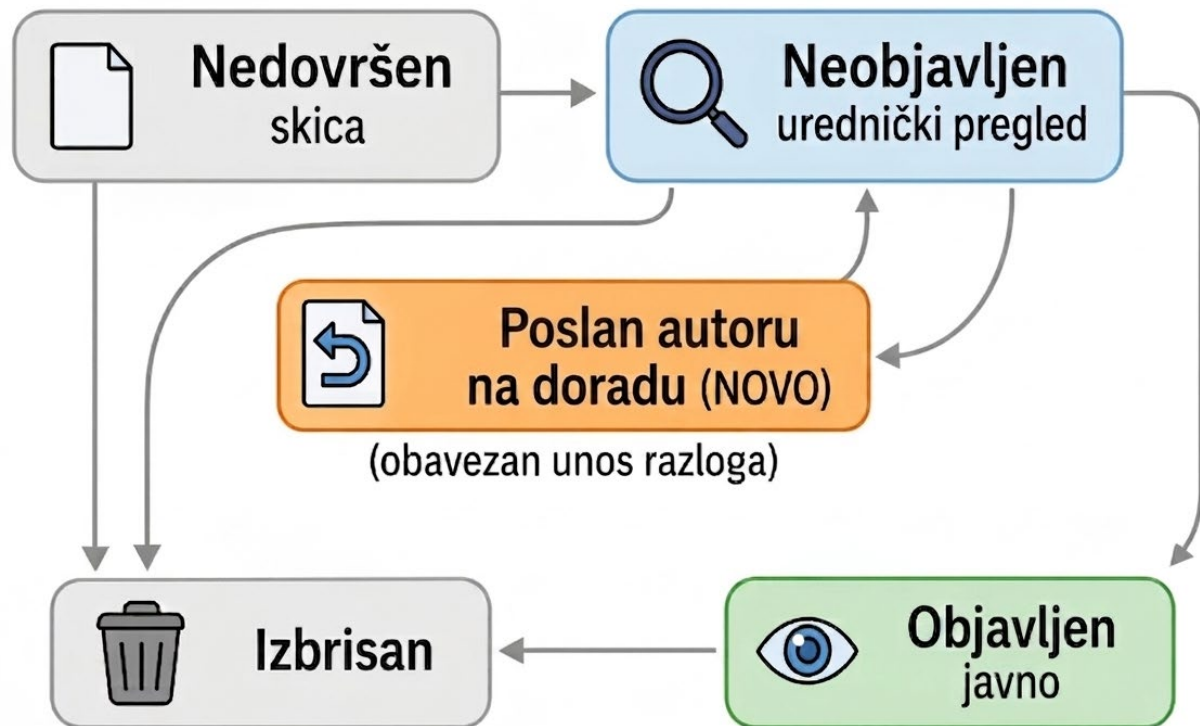 Nedovršen
skica
Neobjavljen
urednički pregled
Poslan autoru
na doradu (NOVO)
(obavezan unos razloga)
Izbrisan
Objavljen
javno